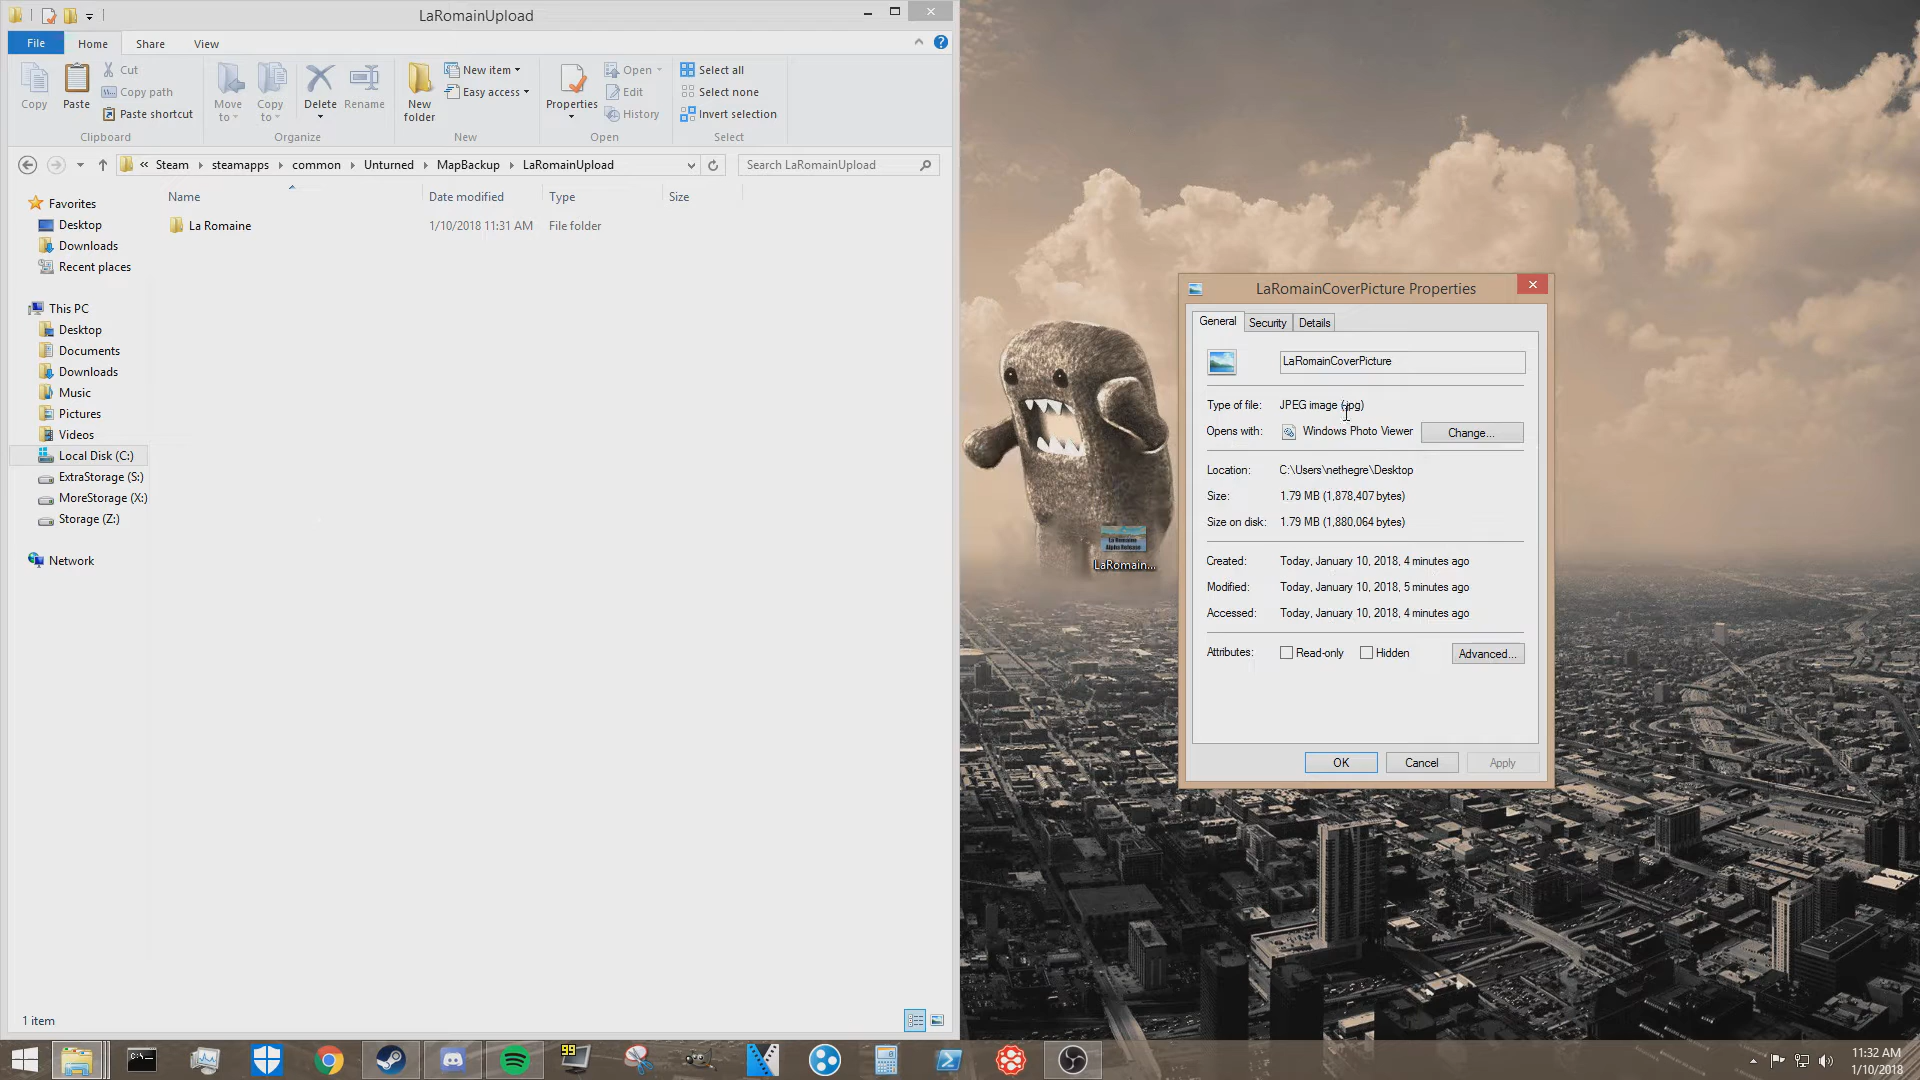 LaRomainUpload
File
Home
Share
View
Copy
Paste
Cut
Copy path
Paste shortcut
Clipboard
Move to
Copy to
Delete
Rename
Organize
New folder
New item
Easy access
New
Properties
Open
Edit
History
Open
Select all
Select none
Invert selection
Select
« Steam › steamapps › common › Unturned › MapBackup › LaRomainUpload
Search LaRomainUpload
Name
Date modified
Type
Size
La Romaine
1/10/2018 11:31 AM
File folder
Favorites
Desktop
Downloads
Recent places
This PC
Desktop
Documents
Downloads
Music
Pictures
Videos
Local Disk (C:)
ExtraStorage (S:)
MoreStorage (X:)
Storage (Z:)
Network
1 item
La Romaine
Alpha Release
LaRomain...
LaRomainCoverPicture Properties
General
Security
Details
LaRomainCoverPicture
Type of file: JPEG image (.jpg)
Opens with: Windows Photo Viewer
Change...
Location: C:\Users\nethegre\Desktop
Size: 1.79 MB (1,878,407 bytes)
Size on disk: 1.79 MB (1,880,064 bytes)
Created: Today, January 10, 2018, 4 minutes ago
Modified: Today, January 10, 2018, 5 minutes ago
Accessed: Today, January 10, 2018, 4 minutes ago
Attributes: Read-only Hidden
Advanced...
OK
Cancel
Apply
99
11:32 AM
1/10/2018